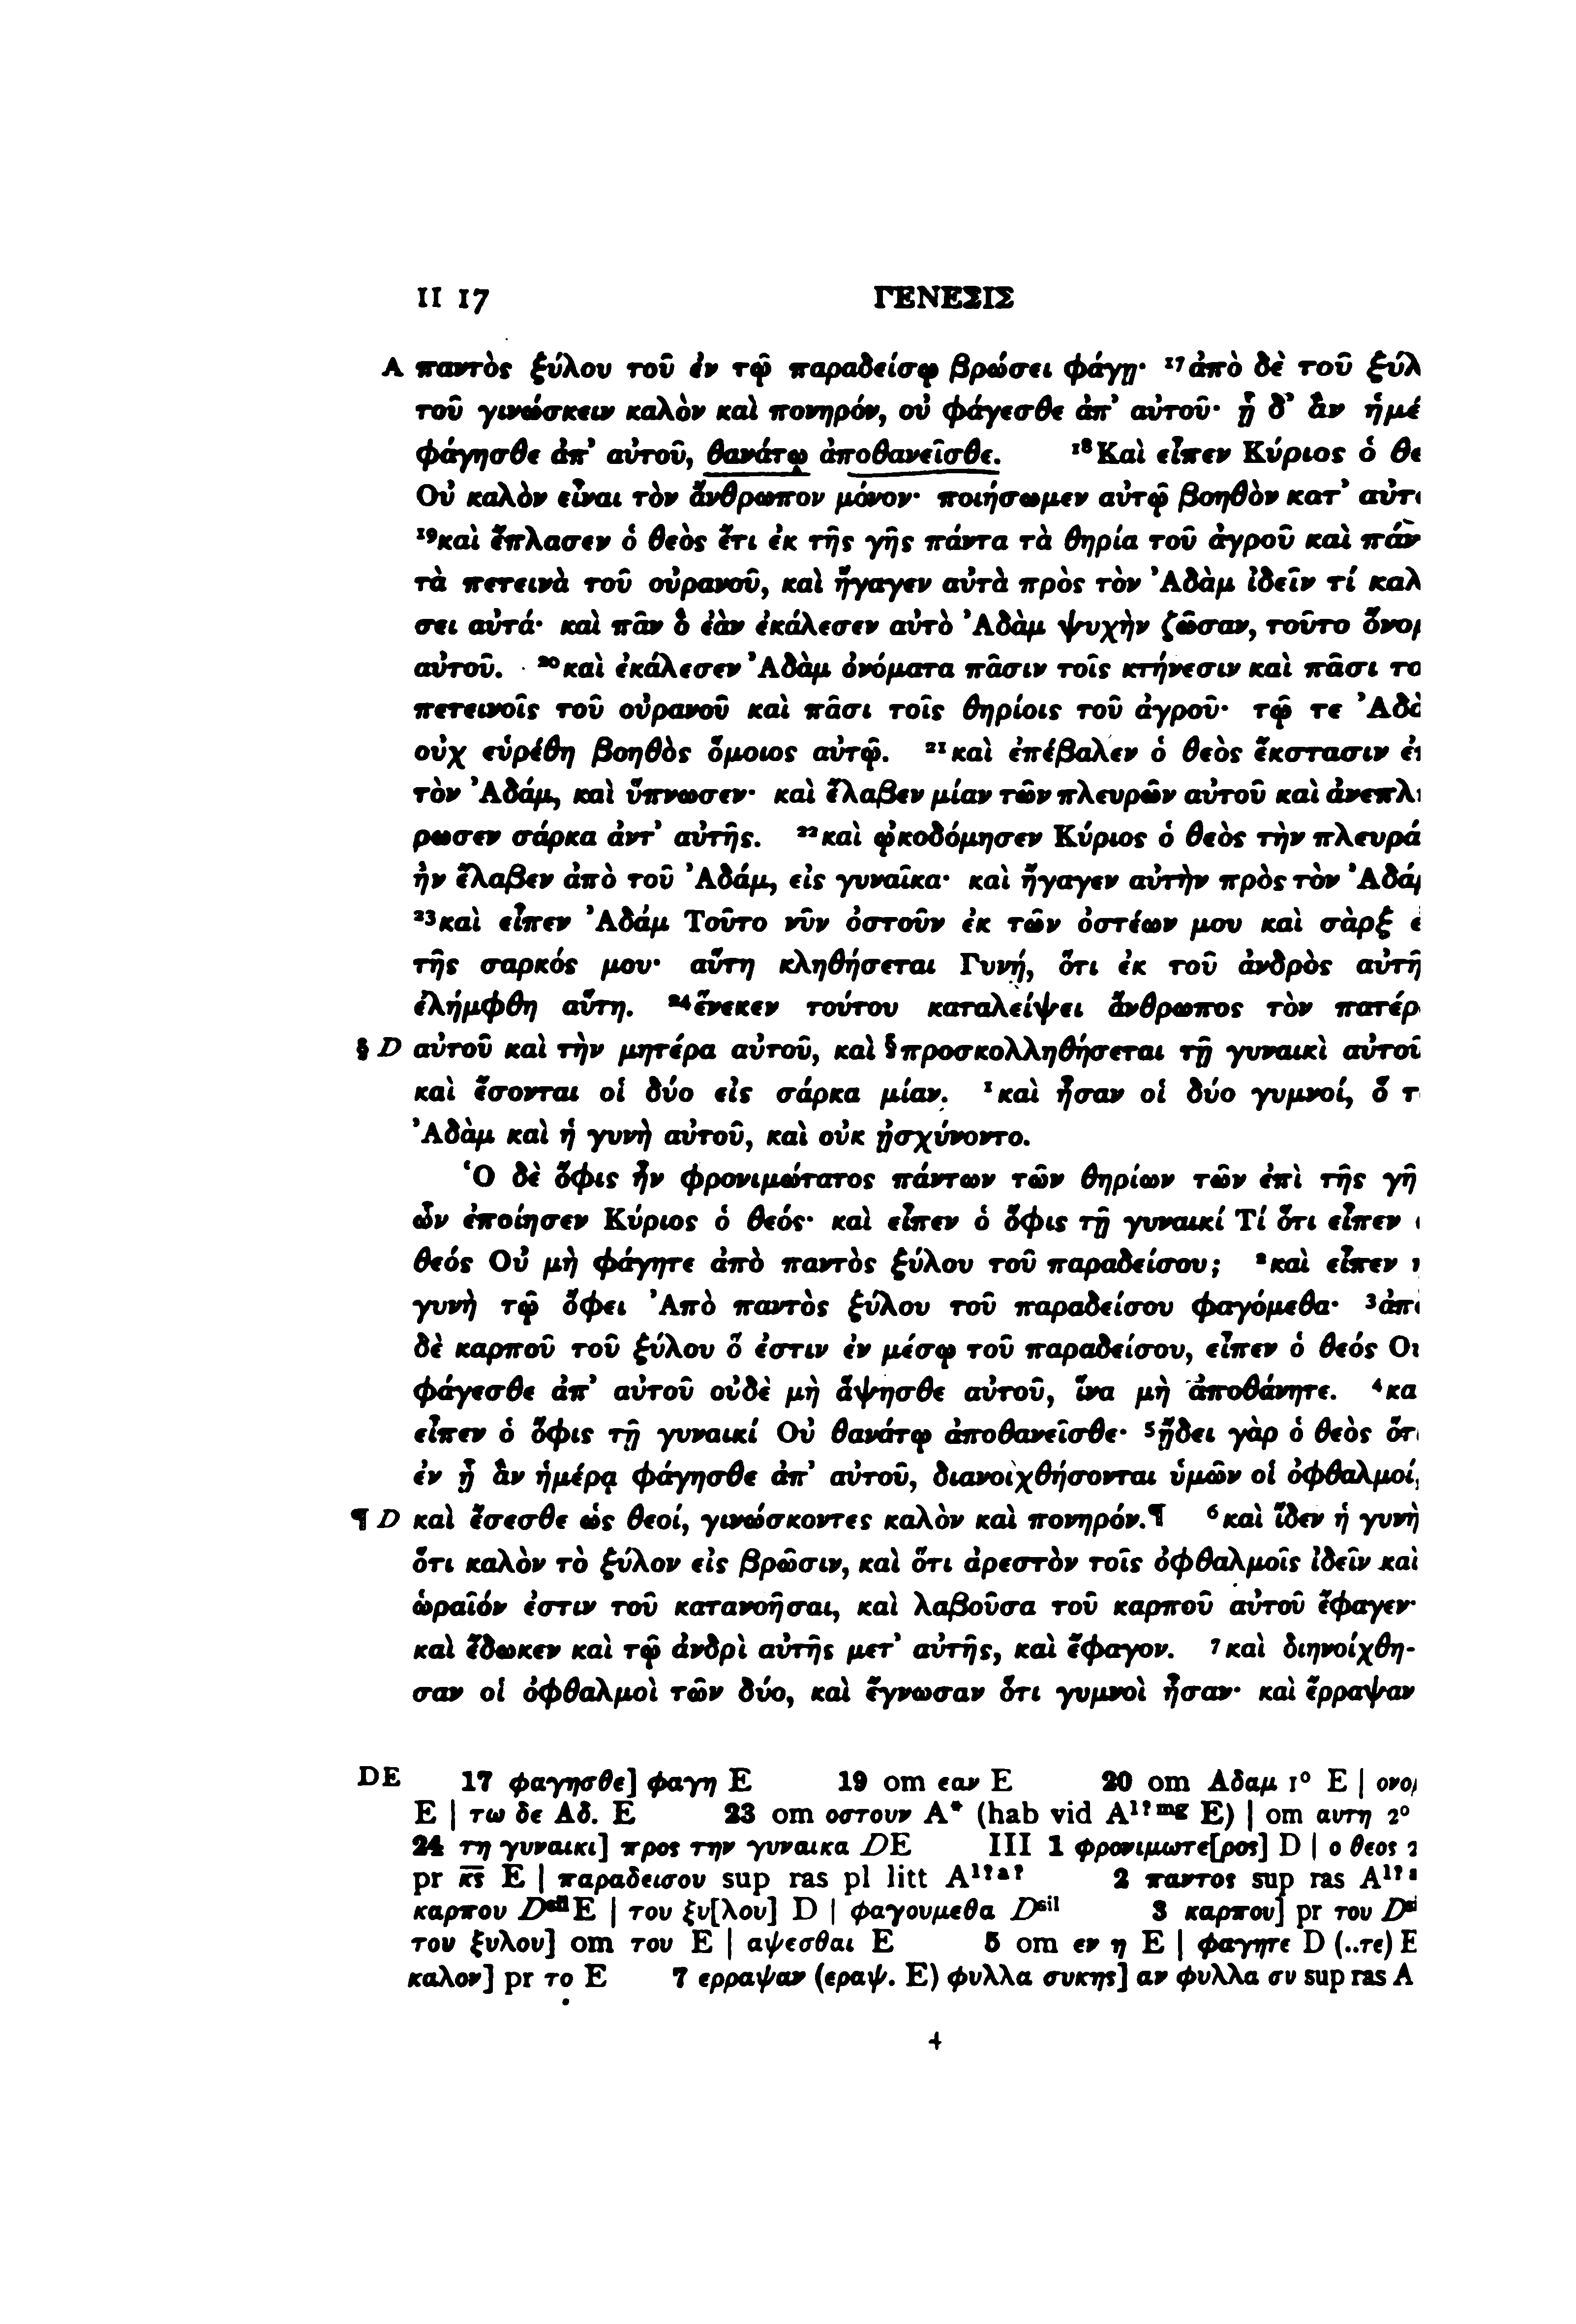 II 17 ΓΕΝΕΣΙΣ
A παντὸς ξύλου τοῦ ἐν τῷ παραδείσῳ βρώσει φάγῃ· ¹⁷ἀπὸ δὲ τοῦ ξύλ
τοῦ γινώσκειν καλὸν καὶ πονηρόν, οὐ φάγεσθε ἀπ’ αὐτοῦ· ᾗ δ’ ἂν ἡμέ
φάγησθε ἀπ’ αὐτοῦ, θανάτῳ ἀποθανεῖσθε. ¹⁸Καὶ εἶπεν Κύριος ὁ θε
Οὐ καλὸν εἶναι τὸν ἄνθρωπον μόνον· ποιήσωμεν αὐτῷ βοηθὸν κατ’ αὐτ
¹⁹καὶ ἔπλασεν ὁ θεὸς ἔτι ἐκ τῆς γῆς πάντα τὰ θηρία τοῦ ἀγροῦ καὶ πάν
τὰ πετεινὰ τοῦ οὐρανοῦ, καὶ ἤγαγεν αὐτὰ πρὸς τὸν Ἀδὰμ ἰδεῖν τί καλ
σει αὐτά· καὶ πᾶν ὃ ἐὰν ἐκάλεσεν αὐτὸ Ἀδὰμ ψυχὴν ζῶσαν, τοῦτο ὄνομ
αὐτοῦ. ²⁰καὶ ἐκάλεσεν Ἀδὰμ ὀνόματα πᾶσιν τοῖς κτήνεσιν καὶ πᾶσι το
πετεινοῖς τοῦ οὐρανοῦ καὶ πᾶσι τοῖς θηρίοις τοῦ ἀγροῦ· τῷ τε Ἀδὰ
οὐχ εὑρέθη βοηθὸς ὅμοιος αὐτῷ. ²¹καὶ ἐπέβαλεν ὁ θεὸς ἔκστασιν ἐπ
τὸν Ἀδάμ, καὶ ὕπνωσεν· καὶ ἔλαβεν μίαν τῶν πλευρῶν αὐτοῦ καὶ ἀνεπλ
ρωσεν σάρκα ἀντ’ αὐτῆς. ²²καὶ ᾠκοδόμησεν Κύριος ὁ θεὸς τὴν πλευρά
ἣν ἔλαβεν ἀπὸ τοῦ Ἀδάμ, εἰς γυναῖκα· καὶ ἤγαγεν αὐτὴν πρὸς τὸν Ἀδάμ
²³καὶ εἶπεν Ἀδάμ Τοῦτο νῦν ὀστοῦν ἐκ τῶν ὀστέων μου καὶ σὰρξ ἐ
τῆς σαρκός μου· αὕτη κληθήσεται Γυνή, ὅτι ἐκ τοῦ ἀνδρὸς αὐτῆ
ἐλήμφθη αὕτη. ²⁴ἕνεκεν τούτου καταλείψει ἄνθρωπος τὸν πατέρ
§ D αὐτοῦ καὶ τὴν μητέρα αὐτοῦ, καὶ §προσκολληθήσεται τῇ γυναικὶ αὐτοῦ
καὶ ἔσονται οἱ δύο εἰς σάρκα μίαν. ¹καὶ ἦσαν οἱ δύο γυμνοί, ὅ τ
Ἀδὰμ καὶ ἡ γυνὴ αὐτοῦ, καὶ οὐκ ᾐσχύνοντο.
Ὁ δὲ ὄφις ἦν φρονιμώτατος πάντων τῶν θηρίων τῶν ἐπὶ τῆς γῆ
ὧν ἐποίησεν Κύριος ὁ θεός· καὶ εἶπεν ὁ ὄφις τῇ γυναικί Τί ὅτι εἶπεν
θεός Οὐ μὴ φάγητε ἀπὸ παντὸς ξύλου τοῦ παραδείσου; ²καὶ εἶπεν
γυνὴ τῷ ὄφει Ἀπὸ παντὸς ξύλου τοῦ παραδείσου φαγόμεθα· ³ἀπ
δὲ καρποῦ τοῦ ξύλου ὅ ἐστιν ἐν μέσῳ τοῦ παραδείσου, εἶπεν ὁ θεός Οὐ
φάγεσθε ἀπ’ αὐτοῦ οὐδὲ μὴ ἅψησθε αὐτοῦ, ἵνα μὴ ἀποθάνητε. ⁴κα
εἶπεν ὁ ὄφις τῇ γυναικί Οὐ θανάτῳ ἀποθανεῖσθε· ⁵ᾔδει γὰρ ὁ θεὸς ὅτι
ἐν ᾗ ἂν ἡμέρᾳ φάγησθε ἀπ’ αὐτοῦ, διανοιχθήσονται ὑμῶν οἱ ὀφθαλμοί,
¶ D καὶ ἔσεσθε ὡς θεοί, γινώσκοντες καλὸν καὶ πονηρόν.¶ ⁶καὶ ἴδεν ἡ γυνὴ
ὅτι καλὸν τὸ ξύλον εἰς βρῶσιν, καὶ ὅτι ἀρεστὸν τοῖς ὀφθαλμοῖς ἰδεῖν καὶ
ὡραῖόν ἐστιν τοῦ κατανοῆσαι, καὶ λαβοῦσα τοῦ καρποῦ αὐτοῦ ἔφαγεν·
καὶ ἔδωκεν καὶ τῷ ἀνδρὶ αὐτῆς μετ’ αὐτῆς, καὶ ἔφαγον. ⁷καὶ διηνοίχθη-
σαν οἱ ὀφθαλμοὶ τῶν δύο, καὶ ἔγνωσαν ὅτι γυμνοὶ ἦσαν· καὶ ἔρραψαν
DE 17 φαγησθε] φαγη E 19 om εαν E 20 om Αδαμ 1° E | ονο
E | τω δε Αδ. E 23 om οστουν A* (hab vid A¹ˀᵐᵍ E) | om αυτη 2°
24 τη γυναικι] προς την γυναικα DE III 1 φρονιμωτε[ρος] D | ο θεος 2
pr κ̅ς̅ E | παραδεισου sup ras pl litt A¹ˀᵃˀ 2 παντος sup ras A¹ˀᵃ
καρπου Dˢⁱˡ E | του ξυ[λου] D | φαγουμεθα Dˢⁱˡ 3 καρπου] pr του Dˢⁱ
του ξυλου] om του E | αψεσθαι E 5 om εν η E | φαγητε D (..τε) E
καλον] pr το E 7 ερραψαν (εραψ. E) φυλλα συκης] αν φυλλα συ sup ras A
4